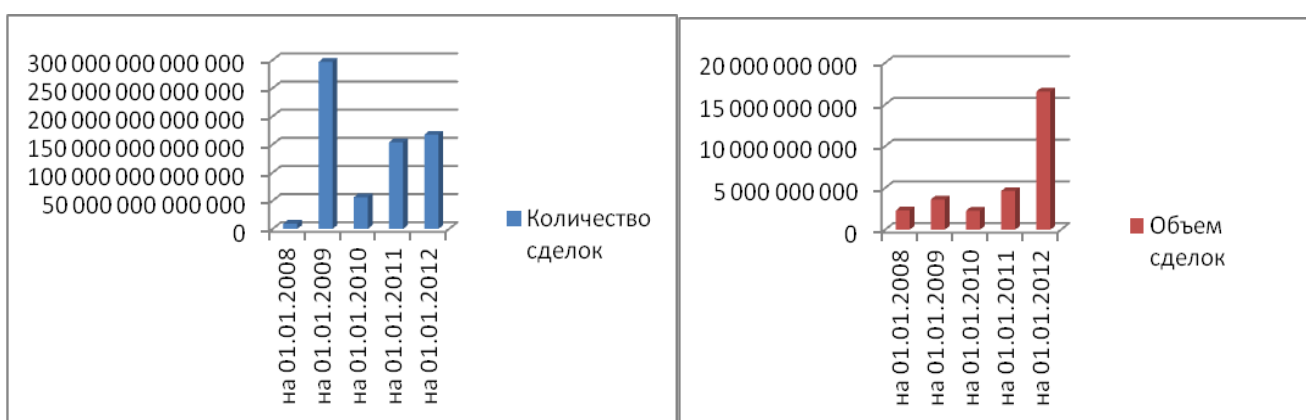 300 000 000 000 000
250 000 000 000 000
200 000 000 000 000
150 000 000 000 000
100 000 000 000 000
50 000 000 000 000
0
на 01.01.2008
на 01.01.2009
на 01.01.2010
на 01.01.2011
на 01.01.2012
Количество
сделок
20 000 000 000
15 000 000 000
10 000 000 000
5 000 000 000
0
на 01.01.2008
на 01.01.2009
на 01.01.2010
на 01.01.2011
на 01.01.2012
Объем
сделок